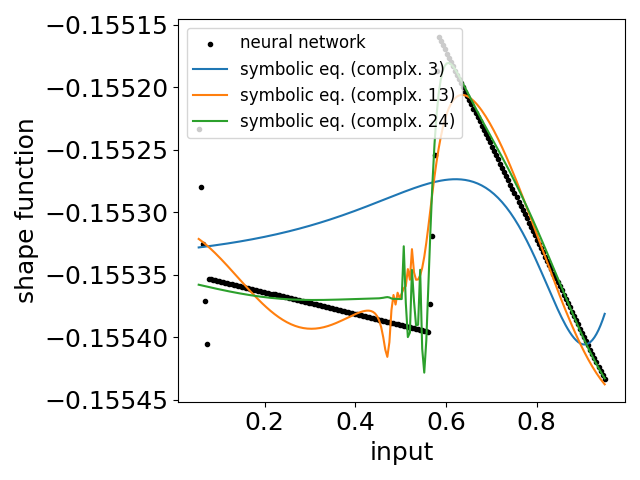 −0.15515
−0.15520
−0.15525
−0.15530
−0.15535
−0.15540
−0.15545
shape function
neural network
symbolic eq. (complx. 3)
symbolic eq. (complx. 13)
symbolic eq. (complx. 24)
0.2 0.4 0.6 0.8
input